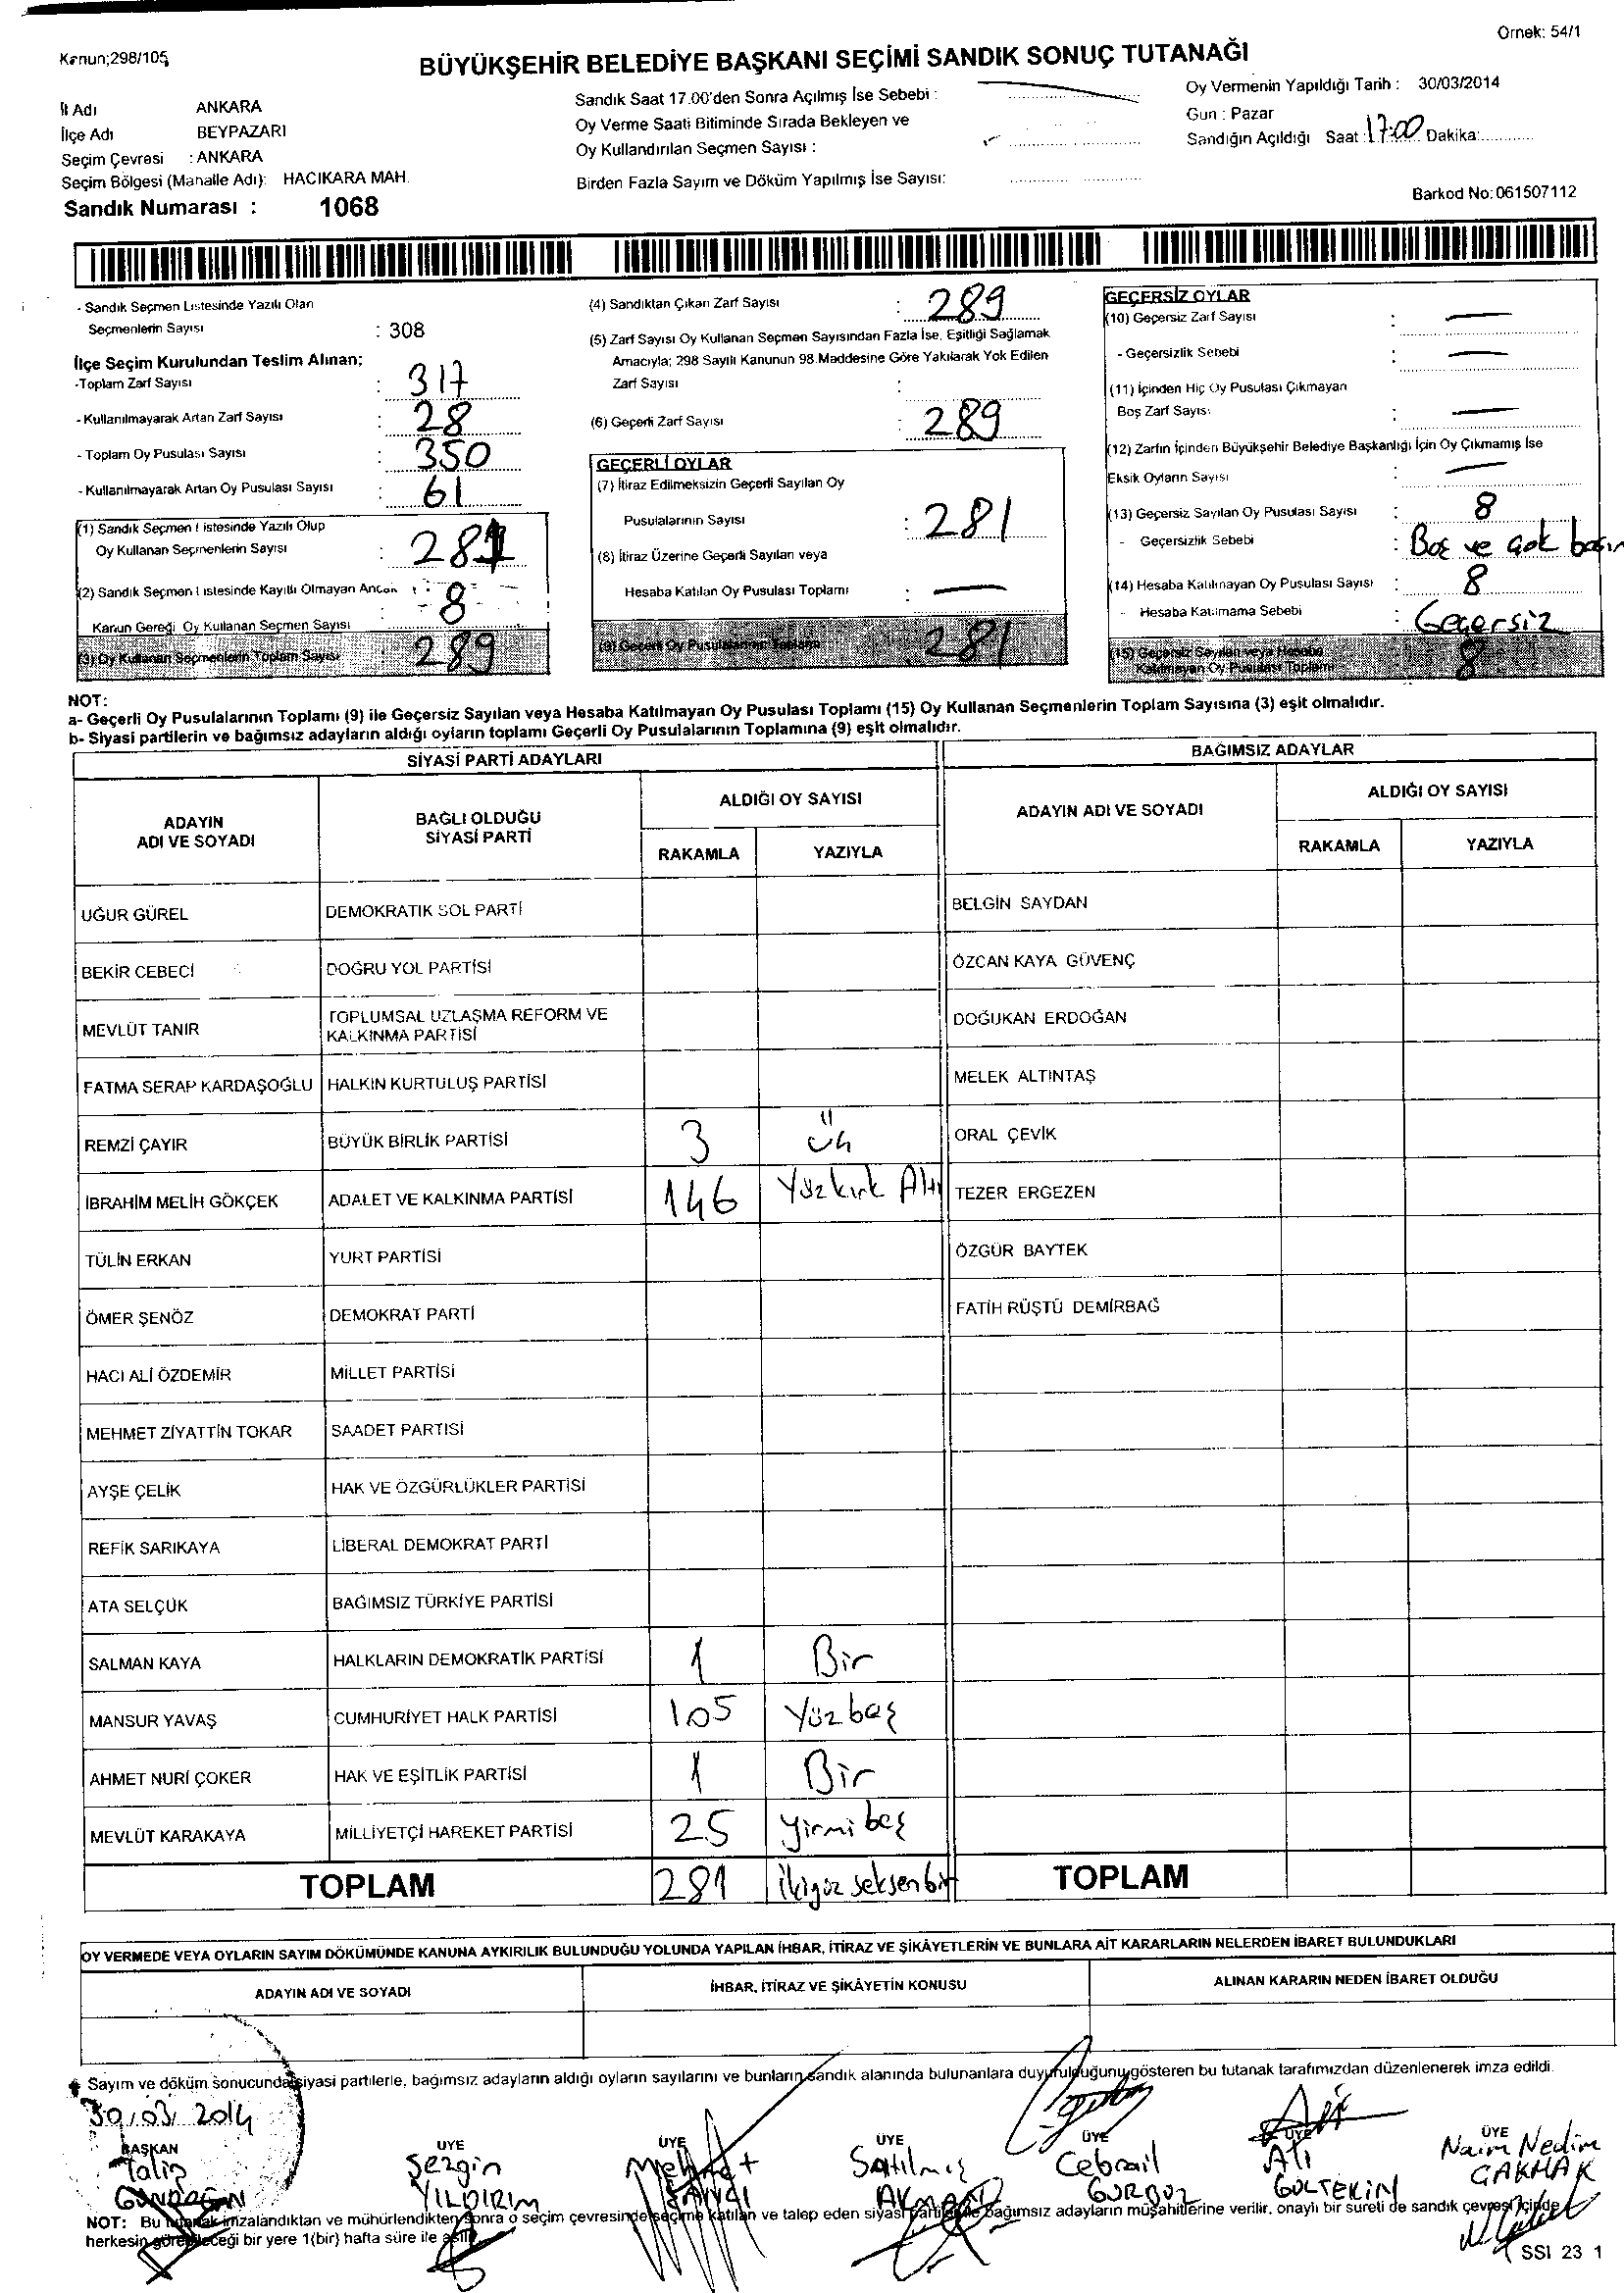 Örnek: 54/1
Kanun;298/105
BÜYÜKŞEHİR BELEDİYE BAŞKANI SEÇİMİ SANDIK SONUÇ TUTANAĞI
İl Adı ANKARA
İlçe Adı BEYPAZARI
Seçim Çevresi : ANKARA
Seçim Bölgesi (Mahalle Adı): HACIKARA MAH.
Sandık Numarası : 1068
Sandık Saat 17.00'den Sonra Açılmış İse Sebebi :
Oy Verme Saati Bitiminde Sırada Bekleyen ve
Oy Kullandırılan Seçmen Sayısı :
Birden Fazla Sayım ve Döküm Yapılmış İse Sayısı:
Oy Vermenin Yapıldığı Tarih : 30/03/2014
Gün : Pazar
Sandığın Açıldığı Saat : 17:00 Dakika:
Barkod No: 061507112
- Sandık Seçmen Listesinde Yazılı Olan
Seçmenlerin Sayısı : 308
İlçe Seçim Kurulundan Teslim Alınan;
-Toplam Zarf Sayısı : 317
- Kullanılmayarak Artan Zarf Sayısı : 28
- Toplam Oy Pusulası Sayısı : 350
- Kullanılmayarak Artan Oy Pusulası Sayısı : 61
(1) Sandık Seçmen Listesinde Yazılı Olup
Oy Kullanan Seçmenlerin Sayısı : 281
(2) Sandık Seçmen Listesinde Kayıtlı Olmayan Ancak
Kanun Gereği Oy Kullanan Seçmen Sayısı : 8
(3) Oy Kullanan Seçmenlerin Toplam Sayısı 289
(4) Sandıktan Çıkan Zarf Sayısı : 289
(5) Zarf Sayısı Oy Kullanan Seçmen Sayısından Fazla İse, Eşitliği Sağlamak
Amacıyla; 298 Sayılı Kanunun 98.Maddesine Göre Yakılarak Yok Edilen
Zarf Sayısı :
(6) Geçerli Zarf Sayısı : 289
GEÇERLİ OYLAR
(7) İtiraz Edilmeksizin Geçerli Sayılan Oy
Pusulalarının Sayısı : 281
(8) İtiraz Üzerine Geçerli Sayılan veya
Hesaba Katılan Oy Pusulası Toplamı : —
(9) Geçerli Oy Pusulalarının Toplamı 281
GEÇERSİZ OYLAR
(10) Geçersiz Zarf Sayısı : —
- Geçersizlik Sebebi : —
(11) İçinden Hiç Oy Pusulası Çıkmayan
Boş Zarf Sayısı : —
(12) Zarfın İçinden Büyükşehir Belediye Başkanlığı İçin Oy Çıkmamış İse
Eksik Oyların Sayısı : —
(13) Geçersiz Sayılan Oy Pusulası Sayısı : 8
- Geçersizlik Sebebi : Boş ve çok
(14) Hesaba Katılmayan Oy Pusulası Sayısı : 8
- Hesaba Katılmama Sebebi : Geçersiz
(15) Geçersiz Sayılan veya Hesaba
Katılmayan Oy Pusulası Toplamı 8
NOT:
a- Geçerli Oy Pusulalarının Toplamı (9) ile Geçersiz Sayılan veya Hesaba Katılmayan Oy Pusulası Toplamı (15) Oy Kullanan Seçmenlerin Toplam Sayısına (3) eşit olmalıdır.
b- Siyasi partilerin ve bağımsız adayların aldığı oyların toplamı Geçerli Oy Pusulalarının Toplamına (9) eşit olmalıdır.
SİYASİ PARTİ ADAYLARI
ADAYIN ADI VE SOYADI BAĞLI OLDUĞU SİYASİ PARTİ ALDIĞI OY SAYISI
RAKAMLA YAZIYLA
UĞUR GÜREL DEMOKRATİK SOL PARTİ
BEKİR CEBECİ DOĞRU YOL PARTİSİ
MEVLÜT TANIR TOPLUMSAL UZLAŞMA REFORM VE
KALKINMA PARTİSİ
FATMA SERAP KARDAŞOĞLU HALKIN KURTULUŞ PARTİSİ
REMZİ ÇAYIR BÜYÜK BİRLİK PARTİSİ 3 Üç
İBRAHİM MELİH GÖKÇEK ADALET VE KALKINMA PARTİSİ 146 Yüzkırk Altı
TÜLİN ERKAN YURT PARTİSİ
ÖMER ŞENÖZ DEMOKRAT PARTİ
HACI ALİ ÖZDEMİR MİLLET PARTİSİ
MEHMET ZİYATTİN TOKAR SAADET PARTİSİ
AYŞE ÇELİK HAK VE ÖZGÜRLÜKLER PARTİSİ
REFİK SARIKAYA LİBERAL DEMOKRAT PARTİ
ATA SELÇUK BAĞIMSIZ TÜRKİYE PARTİSİ
SALMAN KAYA HALKLARIN DEMOKRATİK PARTİSİ 1 Bir
MANSUR YAVAŞ CUMHURİYET HALK PARTİSİ 105 Yüzbeş
AHMET NURİ ÇOKER HAK VE EŞİTLİK PARTİSİ 1 Bir
MEVLÜT KARAKAYA MİLLİYETÇİ HAREKET PARTİSİ 25 yirmibeş
TOPLAM 281 İkiyüz seksenbir
BAĞIMSIZ ADAYLAR
ADAYIN ADI VE SOYADI ALDIĞI OY SAYISI
RAKAMLA YAZIYLA
BELGİN SAYDAN
ÖZCAN KAYA GÜVENÇ
DOĞUKAN ERDOĞAN
MELEK ALTINTAŞ
ORAL ÇEVİK
TEZER ERGEZEN
ÖZGÜR BAYTEK
FATİH RÜŞTÜ DEMİRBAĞ
TOPLAM
OY VERMEDE VEYA OYLARIN SAYIM DÖKÜMÜNDE KANUNA AYKIRILIK BULUNDUĞU YOLUNDA YAPILAN İHBAR, İTİRAZ VE ŞİKÂYETLERİN VE BUNLARA AİT KARARLARIN NELERDEN İBARET BULUNDUKLARI
ADAYIN ADI VE SOYADI İHBAR, İTİRAZ VE ŞİKÂYETİN KONUSU ALINAN KARARIN NEDEN İBARET OLDUĞU
Sayım ve döküm sonucunda siyasi partilerle, bağımsız adayların aldığı oyların sayılarını ve bunların sandık alanında bulunanlara duyurulduğunu gösteren bu tutanak tarafımızdan düzenlenerek imza edildi.
30.03.2014
BAŞKAN ÜYE ÜYE ÜYE ÜYE ÜYE ÜYE
Talip Sezgin Mehmet Satılmış Cebrail Ali Naim Nedim
GÜNDOĞAN YILDIRIM GÜRBÜZ GÜLTEKİN ÇAKMAK
NOT: Bu tutanak imzalandıktan ve mühürlendikten sonra o seçim çevresinde seçime katılan ve talep eden siyasi parti ile bağımsız adayların müşahitlerine verilir, onaylı bir sureti de sandık çevresi içinde
herkesin görebileceği bir yere 1(bir) hafta süre ile asılır.
SSI 23 1